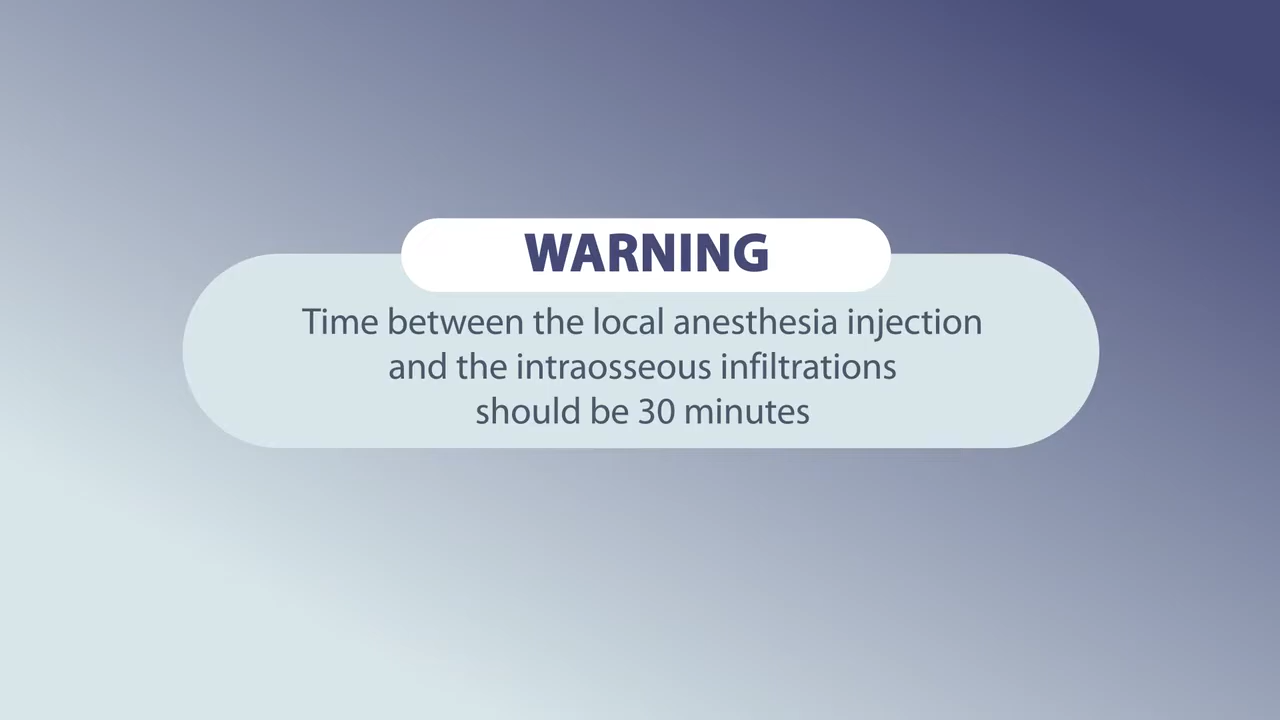 WARNING
Time between the local anesthesia injection
and the intraosseous infiltrations
should be 30 minutes